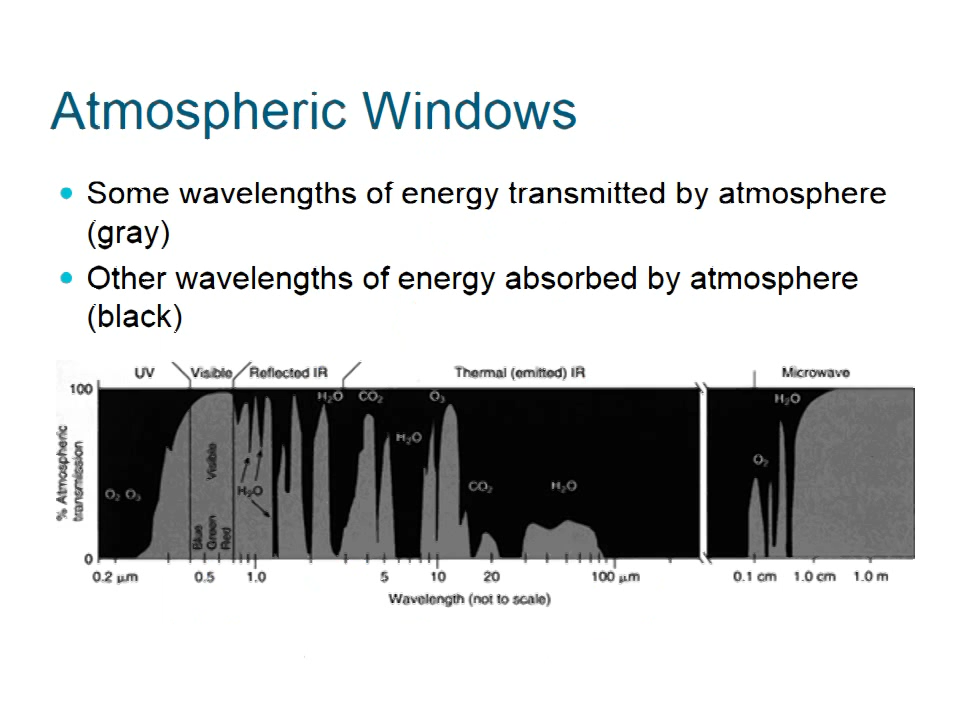 Atmospheric Windows
Some wavelengths of energy transmitted by atmosphere
(gray)
Other wavelengths of energy absorbed by atmosphere
(black)
UV Visible Reflected IR Thermal (emitted) IR Microwave
100
% Atmospheric
transmission
0
H₂O CO₂ O₃ H₂O
H₂O
Visible
O₂
O₂ O₃
H₂O
CO₂ H₂O
Blue
Green
Red
0.2 µm 0.5 1.0 5 10 20 100 µm 0.1 cm 1.0 cm 1.0 m
Wavelength (not to scale)